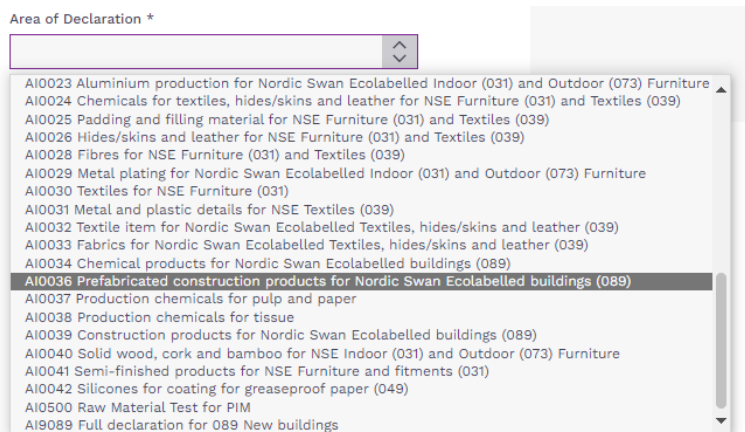 Area of Declaration *
AI0023 Aluminium production for Nordic Swan Ecolabelled Indoor (031) and Outdoor (073) Furniture
AI0024 Chemicals for textiles, hides/skins and leather for NSE Furniture (031) and Textiles (039)
AI0025 Padding and filling material for NSE Furniture (031) and Textiles (039)
AI0026 Hides/skins and leather for NSE Furniture (031) and Textiles (039)
AI0028 Fibres for NSE Furniture (031) and Textiles (039)
AI0029 Metal plating for Nordic Swan Ecolabelled Indoor (031) and Outdoor (073) Furniture
AI0030 Textiles for NSE Furniture (031)
AI0031 Metal and plastic details for NSE Textiles (039)
AI0032 Textile item for Nordic Swan Ecolabelled Textiles, hides/skins and leather (039)
AI0033 Fabrics for Nordic Swan Ecolabelled Textiles, hides/skins and leather (039)
AI0034 Chemical products for Nordic Swan Ecolabelled buildings (089)
AI0036 Prefabricated construction products for Nordic Swan Ecolabelled buildings (089)
AI0037 Production chemicals for pulp and paper
AI0038 Production chemicals for tissue
AI0039 Construction products for Nordic Swan Ecolabelled buildings (089)
AI0040 Solid wood, cork and bamboo for NSE Indoor (031) and Outdoor (073) Furniture
AI0041 Semi-finished products for NSE Furniture and fitments (031)
AI0042 Silicones for coating for greaseproof paper (049)
AI0500 Raw Material Test for PIM
AI9089 Full declaration for 089 New buildings